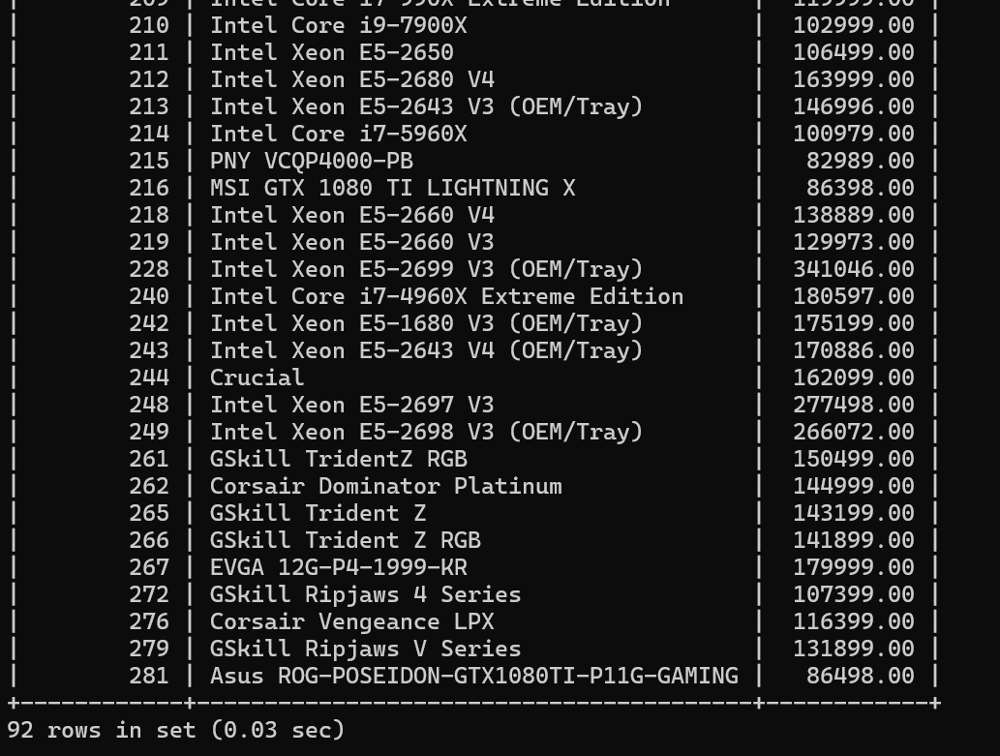 | 209 | Intel Core i7-990X Extreme Edition | 119999.00 |
| 210 | Intel Core i9-7900X | 102999.00 |
| 211 | Intel Xeon E5-2650 | 106499.00 |
| 212 | Intel Xeon E5-2680 V4 | 163999.00 |
| 213 | Intel Xeon E5-2643 V3 (OEM/Tray) | 146996.00 |
| 214 | Intel Core i7-5960X | 100979.00 |
| 215 | PNY VCQP4000-PB | 82989.00 |
| 216 | MSI GTX 1080 TI LIGHTNING X | 86398.00 |
| 218 | Intel Xeon E5-2660 V4 | 138889.00 |
| 219 | Intel Xeon E5-2660 V3 | 129973.00 |
| 228 | Intel Xeon E5-2699 V3 (OEM/Tray) | 341046.00 |
| 240 | Intel Core i7-4960X Extreme Edition | 180597.00 |
| 242 | Intel Xeon E5-1680 V3 (OEM/Tray) | 175199.00 |
| 243 | Intel Xeon E5-2643 V4 (OEM/Tray) | 170886.00 |
| 244 | Crucial | 162099.00 |
| 248 | Intel Xeon E5-2697 V3 | 277498.00 |
| 249 | Intel Xeon E5-2698 V3 (OEM/Tray) | 266072.00 |
| 261 | GSkill TridentZ RGB | 150499.00 |
| 262 | Corsair Dominator Platinum | 144999.00 |
| 265 | GSkill Trident Z | 143199.00 |
| 266 | GSkill Trident Z RGB | 141899.00 |
| 267 | EVGA 12G-P4-1999-KR | 179999.00 |
| 272 | GSkill Ripjaws 4 Series | 107399.00 |
| 276 | Corsair Vengeance LPX | 116399.00 |
| 279 | GSkill Ripjaws V Series | 131899.00 |
| 281 | Asus ROG-POSEIDON-GTX1080TI-P11G-GAMING | 86498.00 |
+------------+-----------------------------------------+------------+
92 rows in set (0.03 sec)